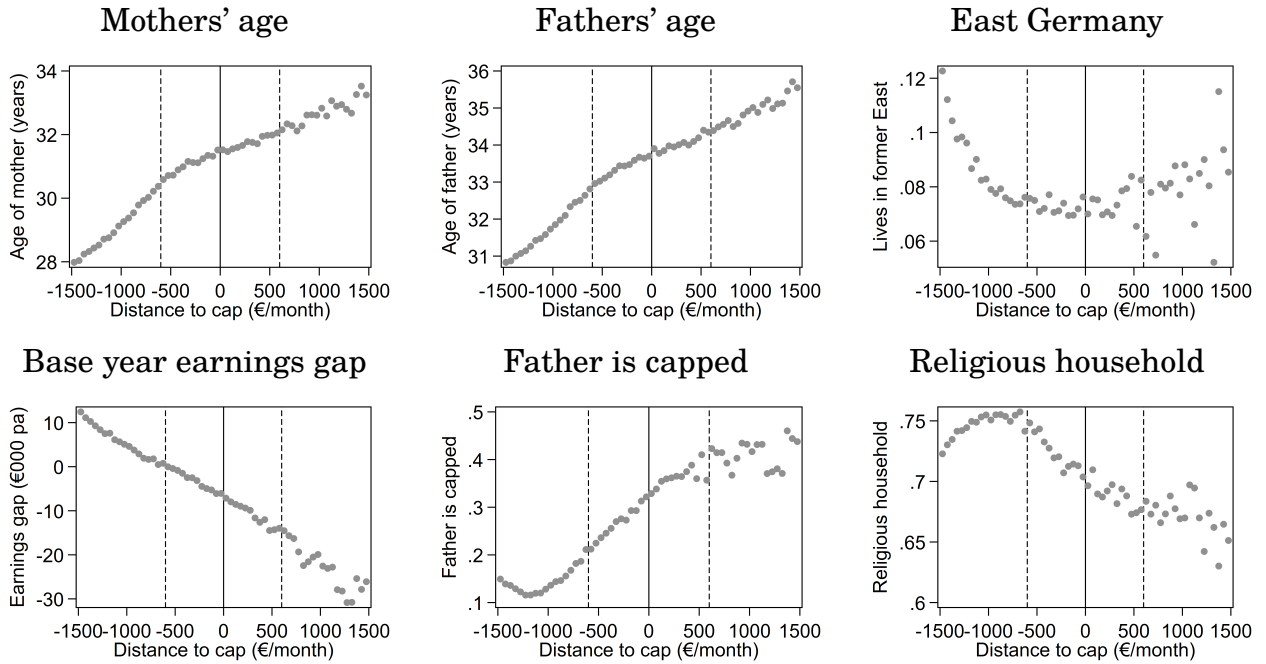 Mothers' age
Fathers' age
East Germany
Age of mother (years)
34
32
30
28
-1500 -1000 -500 0 500 1000 1500
Distance to cap (€/month)
Age of father (years)
36
35
34
33
32
31
-1500 -1000 -500 0 500 1000 1500
Distance to cap (€/month)
Lives in former East
.12
.1
.08
.06
-1500 -1000 -500 0 500 1000 1500
Distance to cap (€/month)
Base year earnings gap
Father is capped
Religious household
Earnings gap (€000 pa)
10
0
-10
-20
-30
-1500 -1000 -500 0 500 1000 1500
Distance to cap (€/month)
Father is capped
.5
.4
.3
.2
.1
-1500 -1000 -500 0 500 1000 1500
Distance to cap (€/month)
Religious household
.75
.7
.65
.6
-1500 -1000 -500 0 500 1000 1500
Distance to cap (€/month)